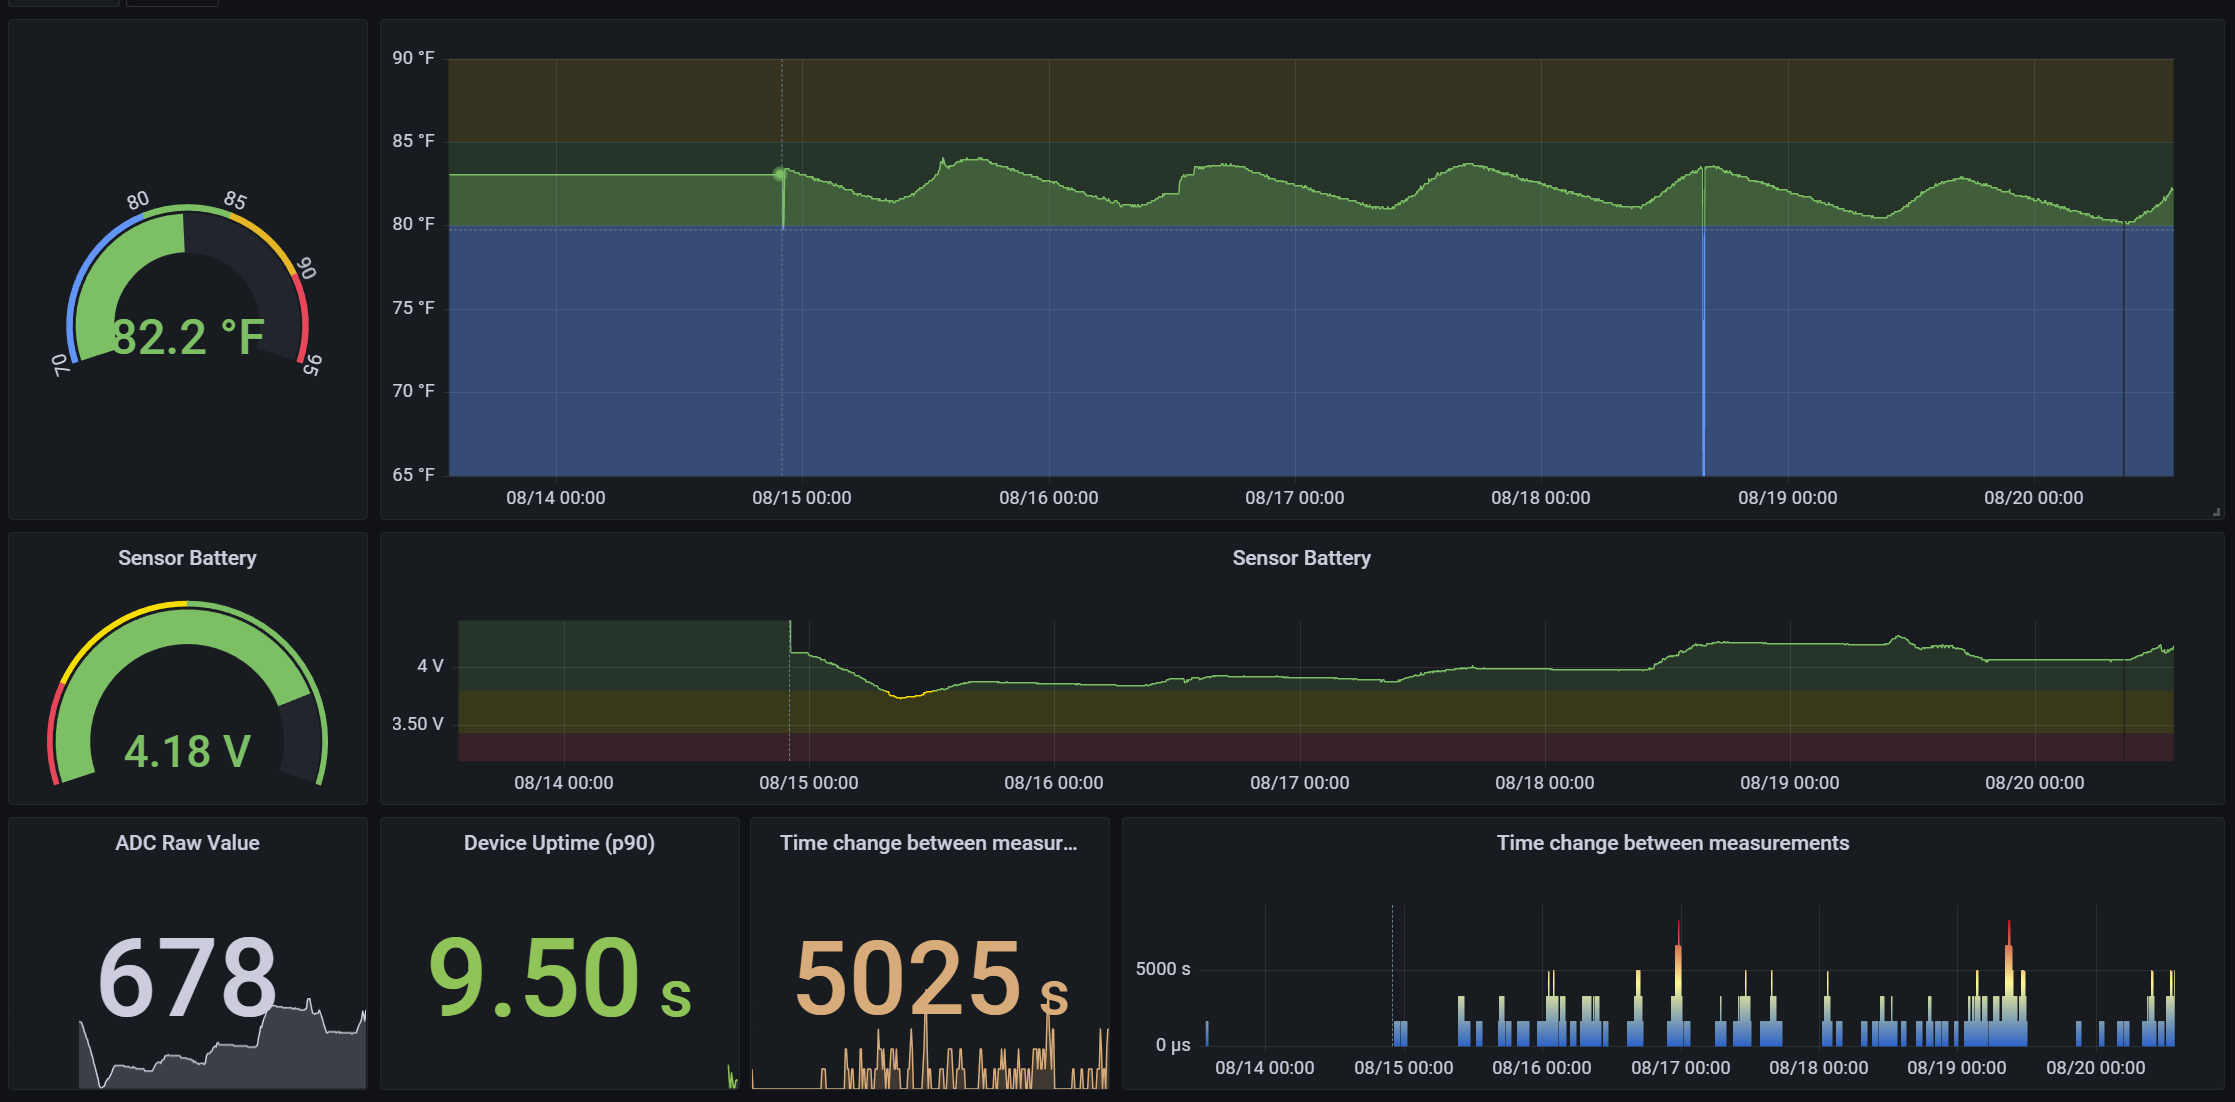 90 °F
85 °F
80 °F
75 °F
70 °F
65 °F
08/14 00:00
08/15 00:00
08/16 00:00
08/17 00:00
08/18 00:00
08/19 00:00
08/20 00:00
70
80
85
90
95
82.2 °F
Sensor Battery
4.18 V
Sensor Battery
4 V
3.50 V
08/14 00:00
08/15 00:00
08/16 00:00
08/17 00:00
08/18 00:00
08/19 00:00
08/20 00:00
ADC Raw Value
678
Device Uptime (p90)
9.50 s
Time change between measur...
5025 s
Time change between measurements
5000 s
0 µs
08/14 00:00
08/15 00:00
08/16 00:00
08/17 00:00
08/18 00:00
08/19 00:00
08/20 00:00